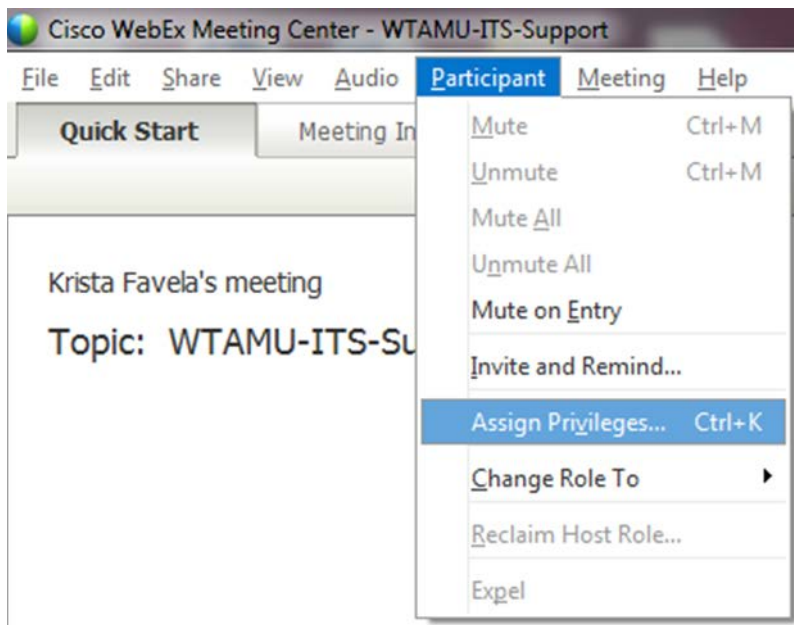 Cisco WebEx Meeting Center - WTAMU-ITS-Support
File Edit Share View Audio Participant Meeting Help
Quick Start Meeting In
Mute Ctrl+M
Unmute Ctrl+M
Mute All
Unmute All
Mute on Entry
Invite and Remind...
Assign Privileges... Ctrl+K
Change Role To
Reclaim Host Role...
Expel
Krista Favela's meeting
Topic: WTAMU-ITS-Su